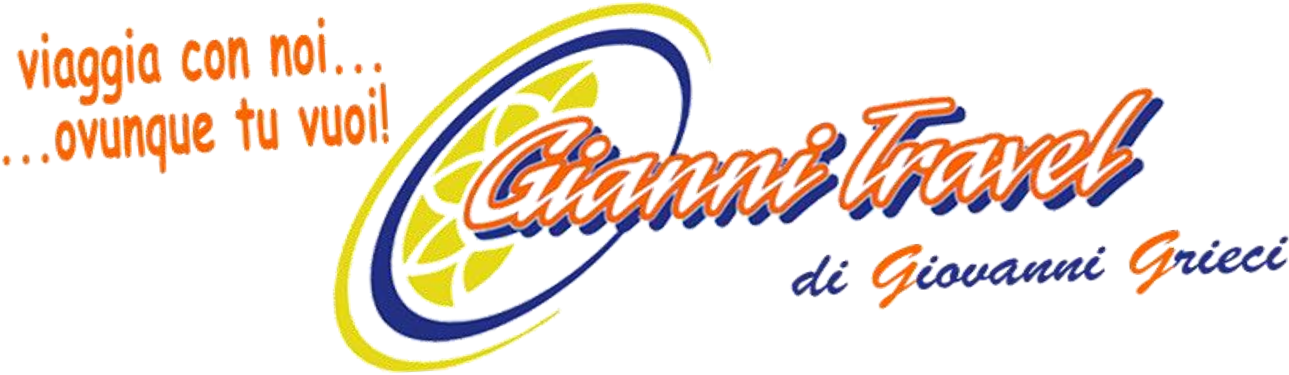 viaggia con noi...
...ovunque tu vuoi!
Gianni Travel
di Giovanni Grieci